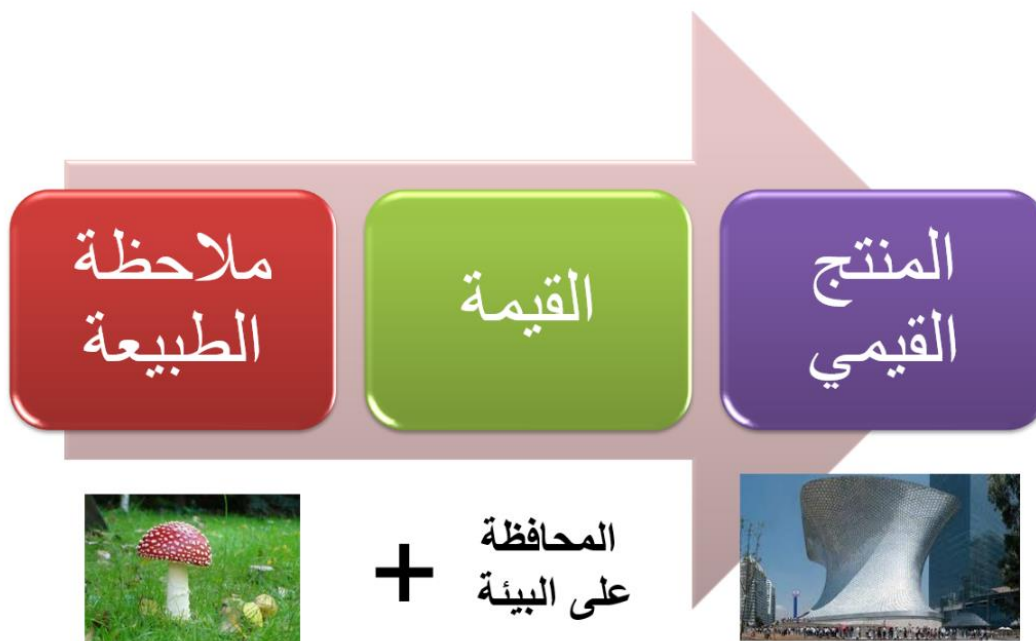 ملاحظة
الطبيعة
القيمة
المنتج
القيمي
+
المحافظة
على البيئة